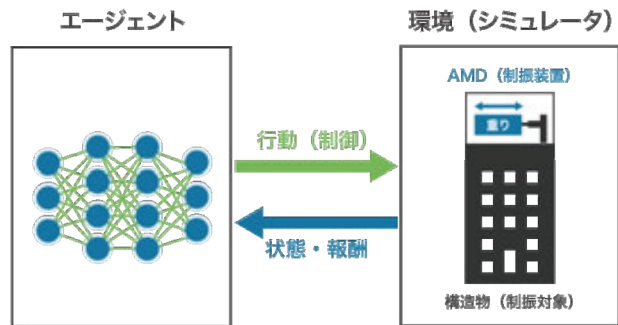 エージェント
環境（シミュレータ）
AMD（制振装置）
重り
行動（制御）
状態・報酬
構造物（制振対象）